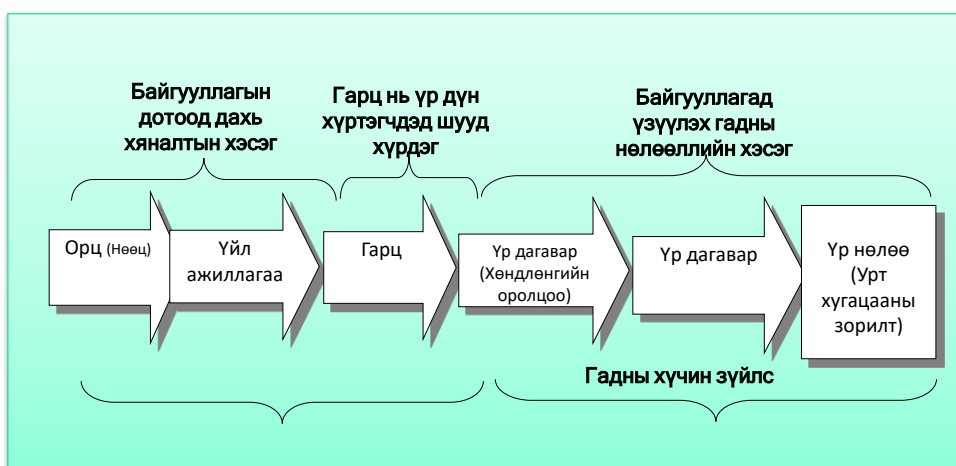 Байгууллагын
дотоод дахь
хяналтын хэсэг
Гарц нь үр дүн
хүртэгчдэд шууд
хүрдэг
Байгууллагад
үзүүлэх гадны
нөлөөллийн хэсэг
Орц (Нөөц)
Үйл
ажиллагаа
Гарц
Үр дагавар
(Хөндлөнгийн
оролцоо)
Үр дагавар
Үр нөлөө
(Урт
хугацааны
зорилт)
Гадны хүчин зүйлс